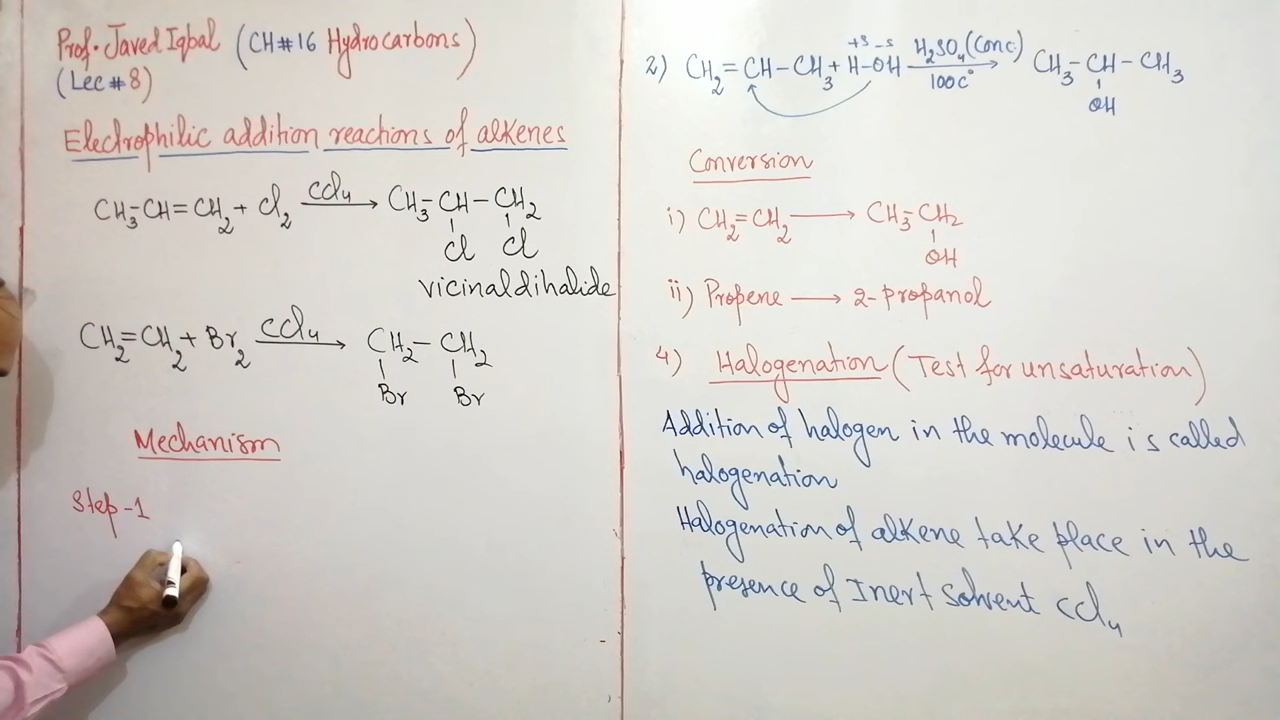 Prof. Javed Iqbal (CH#16 Hydrocarbons)
(Lec#8)
Electrophilic addition reactions of alkenes
CH₃-CH=CH₂ + Cl₂ —CCl₄→ CH₃-CH-CH₂
Cl Cl
vicinal dihalide
CH₂=CH₂ + Br₂ —CCl₄→ CH₂-CH₂
Br Br
Mechanism
Step-1
+δ -δ
2) CH₂=CH-CH₃ + H-OH —H₂SO₄(Conc)/100C°→ CH₃-CH-CH₃
OH
Conversion
i) CH₂=CH₂ → CH₃-CH₂
OH
ii) Propene → 2-propanol
4) Halogenation (Test for unsaturation)
Addition of halogen in the molecule is called
halogenation
Halogenation of alkene take place in the
presence of Inert solvent CCl₄